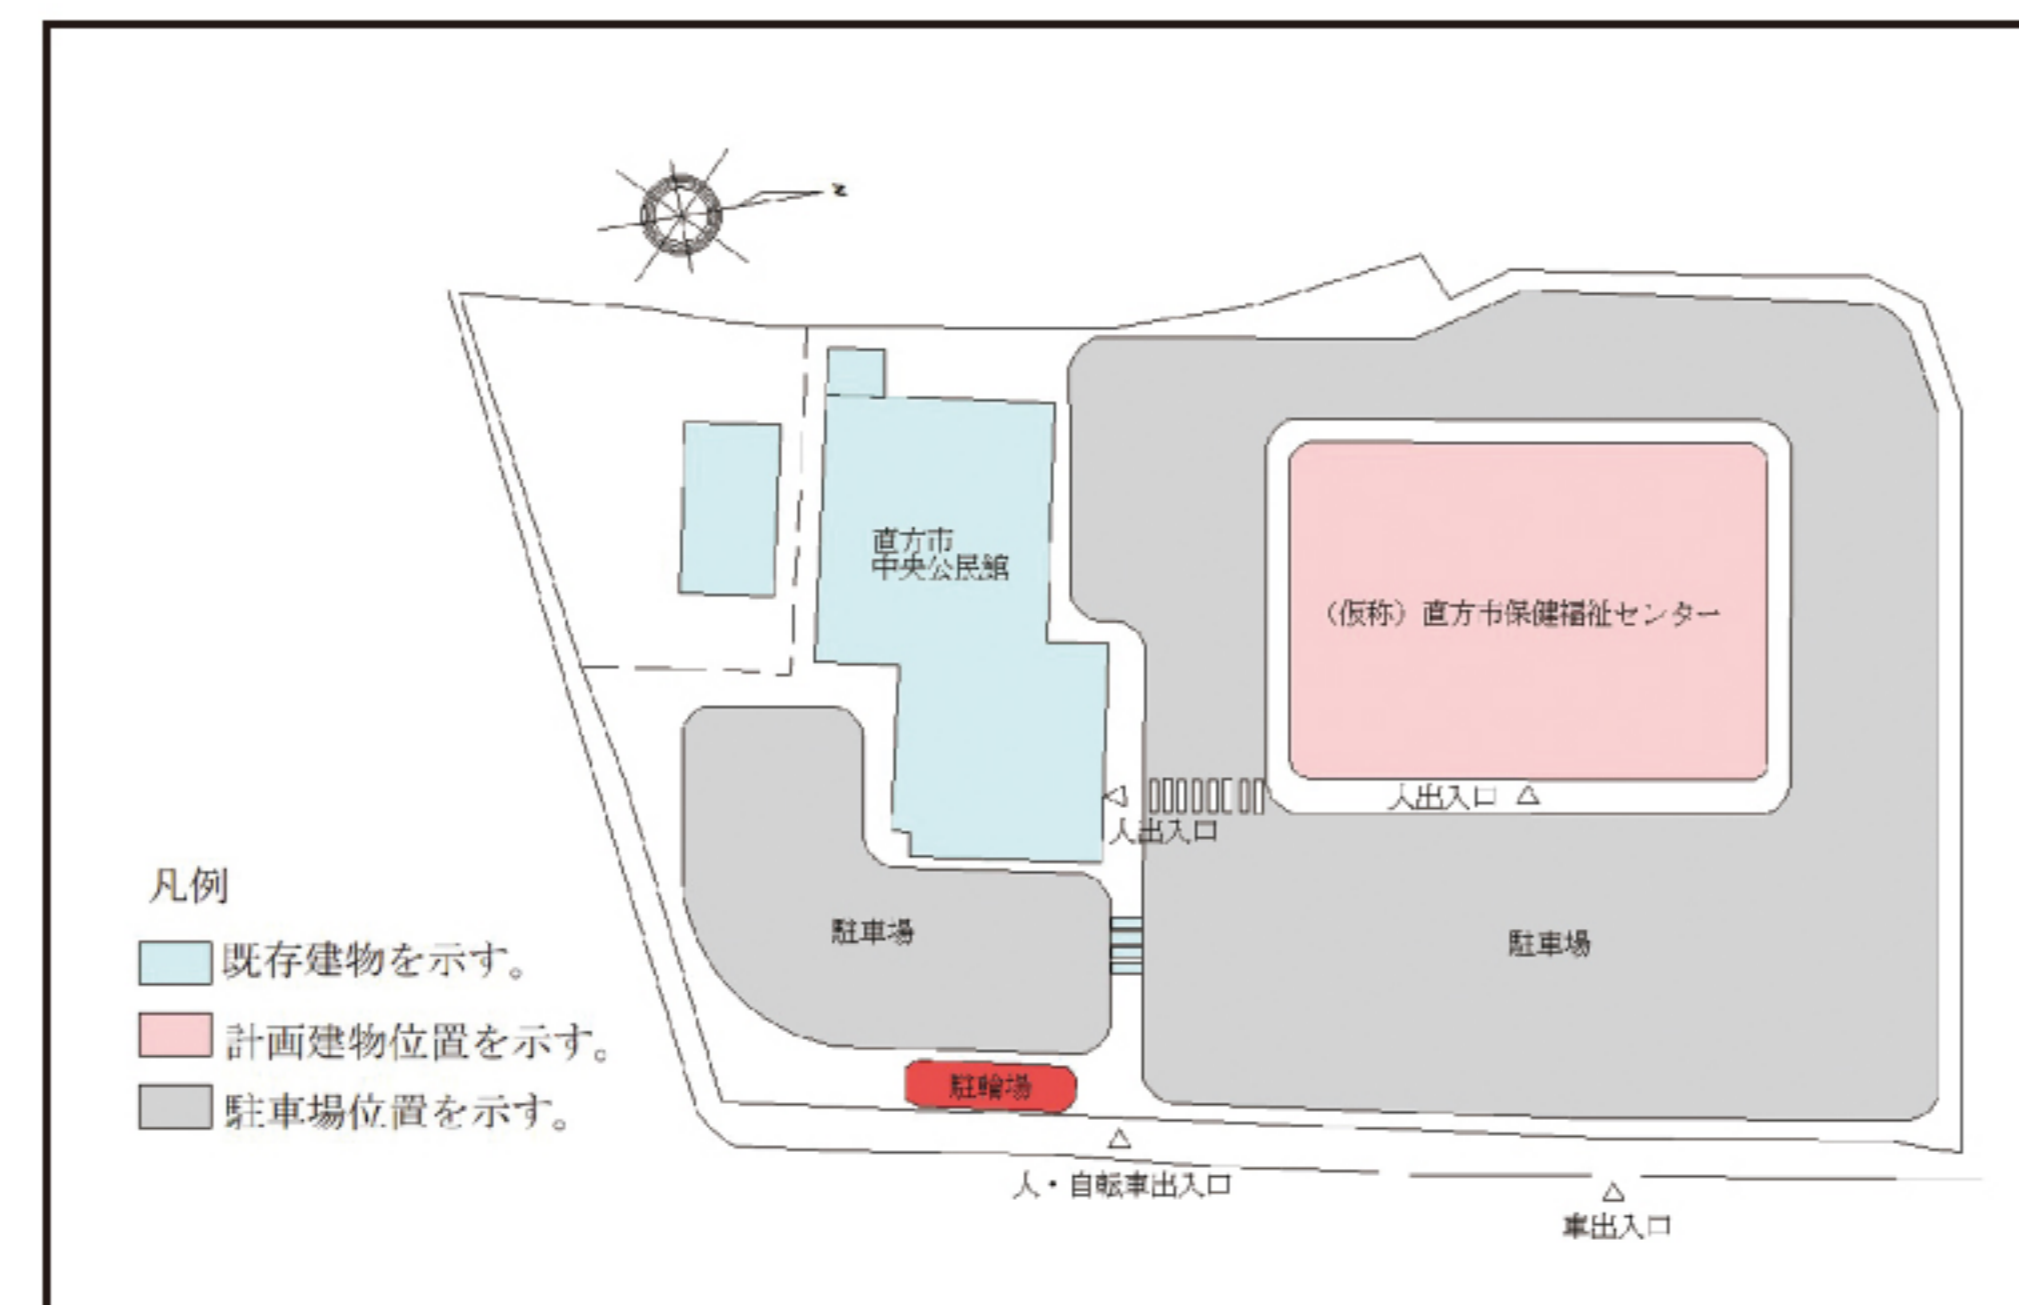 N
直方市
中央公民館
（仮称）直方市保健福祉センター
人出入口 △
人出入口
凡例
既存建物を示す。
計画建物位置を示す。
駐車場位置を示す。
駐車場
駐車場
駐輪場
人・自転車出入口
車出入口